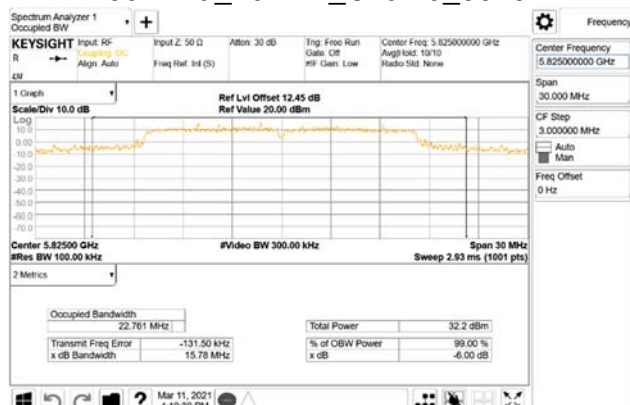 Spectrum Analyzer 1
Occupied BW
Frequency
KEYSIGHT
R
LXI
Input: RF
Coupling: DC
Align: Auto
Input Z: 50 Ω
Freq Ref: Int (S)
Atten: 30 dB
Trig: Free Run
Gate: Off
#IF Gain: Low
Center Freq: 5.825000000 GHz
Avg|Hold: 10/10
Radio Std: None
Center Frequency
5.825000000 GHz
Span
30.000 MHz
CF Step
3.000000 MHz
Auto
Man
Freq Offset
0 Hz
1 Graph
Scale/Div 10.0 dB
Ref Lvl Offset 12.45 dB
Ref Value 20.00 dBm
Log
10.0
0.00
-10.0
-20.0
-30.0
-40.0
-50.0
-60.0
-70.0
Center 5.82500 GHz
#Video BW 300.00 kHz
Span 30 MHz
#Res BW 100.00 kHz
Sweep 2.93 ms (1001 pts)
2 Metrics
Occupied Bandwidth
22.761 MHz
Total Power 32.2 dBm
Transmit Freq Error -131.50 kHz
% of OBW Power 99.00 %
x dB Bandwidth 15.78 MHz
x dB -6.00 dB
Mar 11, 2021